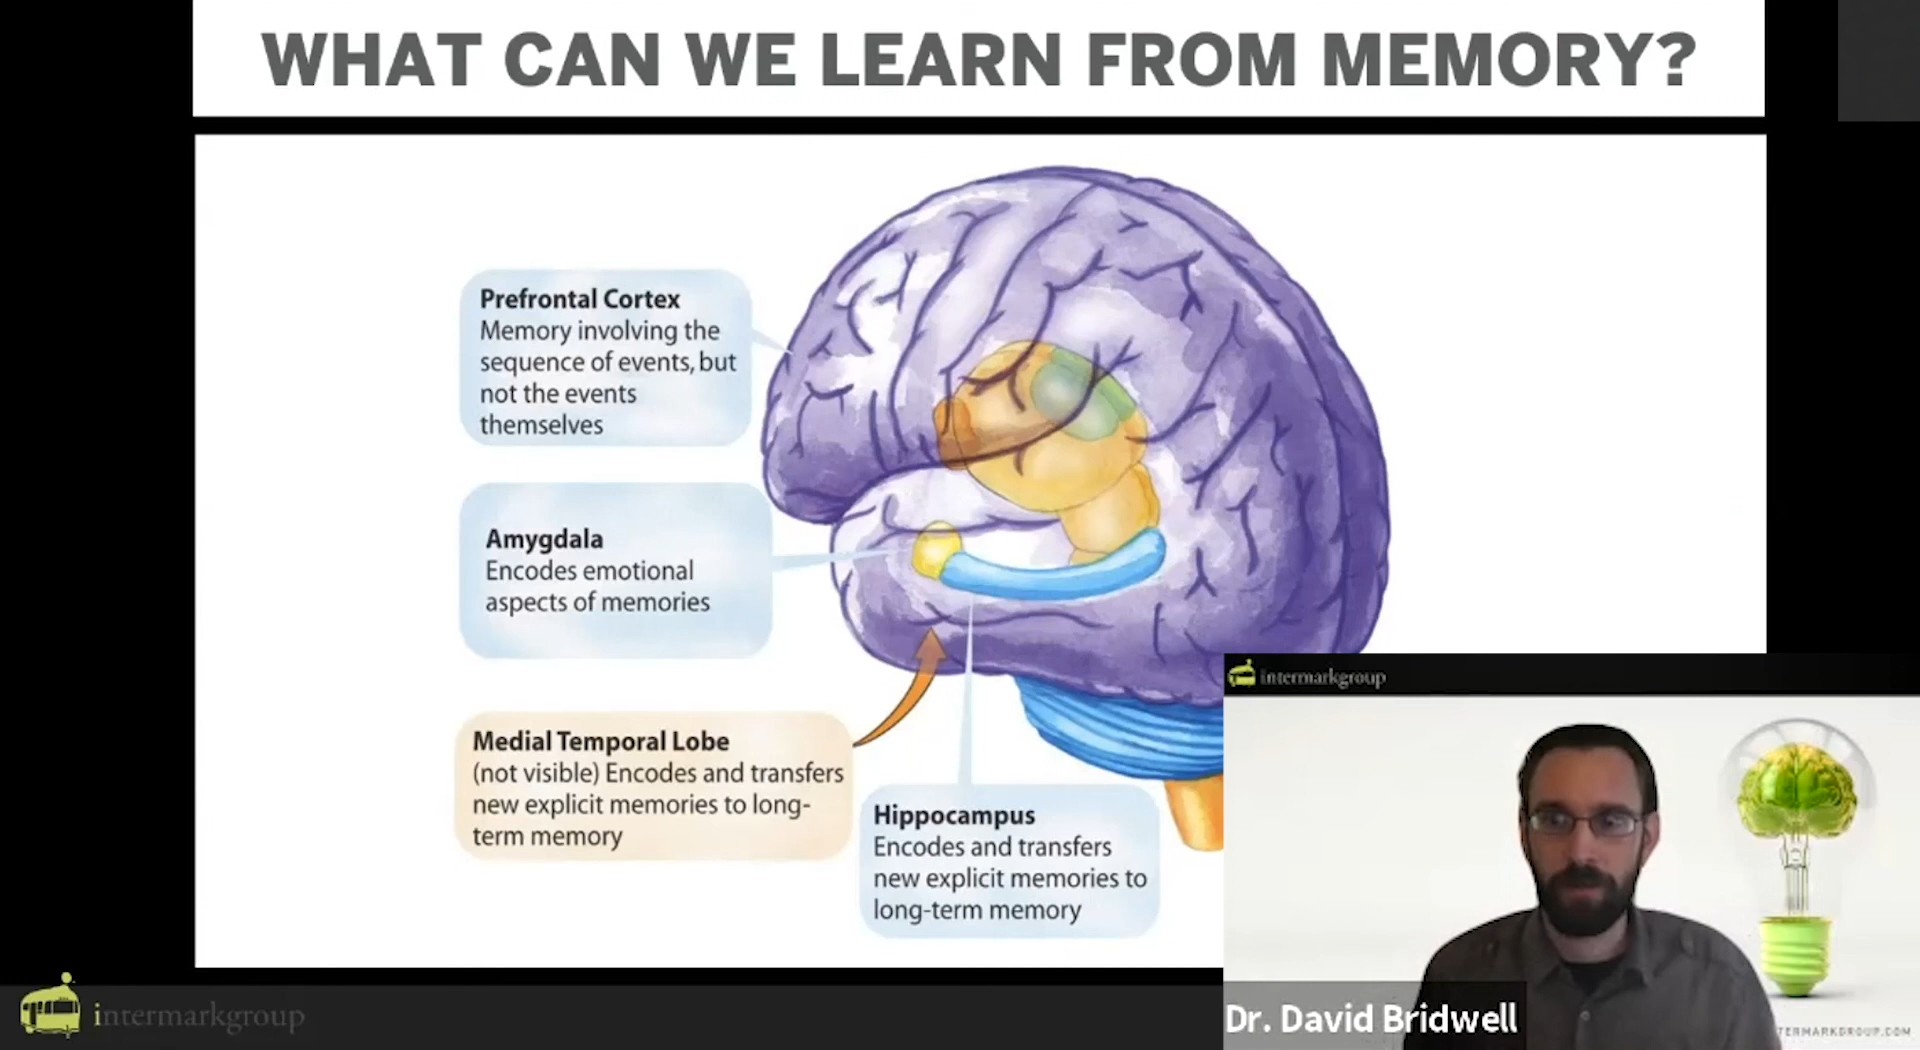 WHAT CAN WE LEARN FROM MEMORY?
Prefrontal Cortex
Memory involving the
sequence of events, but
not the events
themselves
Amygdala
Encodes emotional
aspects of memories
Medial Temporal Lobe
(not visible) Encodes and transfers
new explicit memories to long-
term memory
Hippocampus
Encodes and transfers
new explicit memories to
long-term memory
intermarkgroup
intermarkgroup
Dr. David Bridwell
TERMARKGROUP.COM